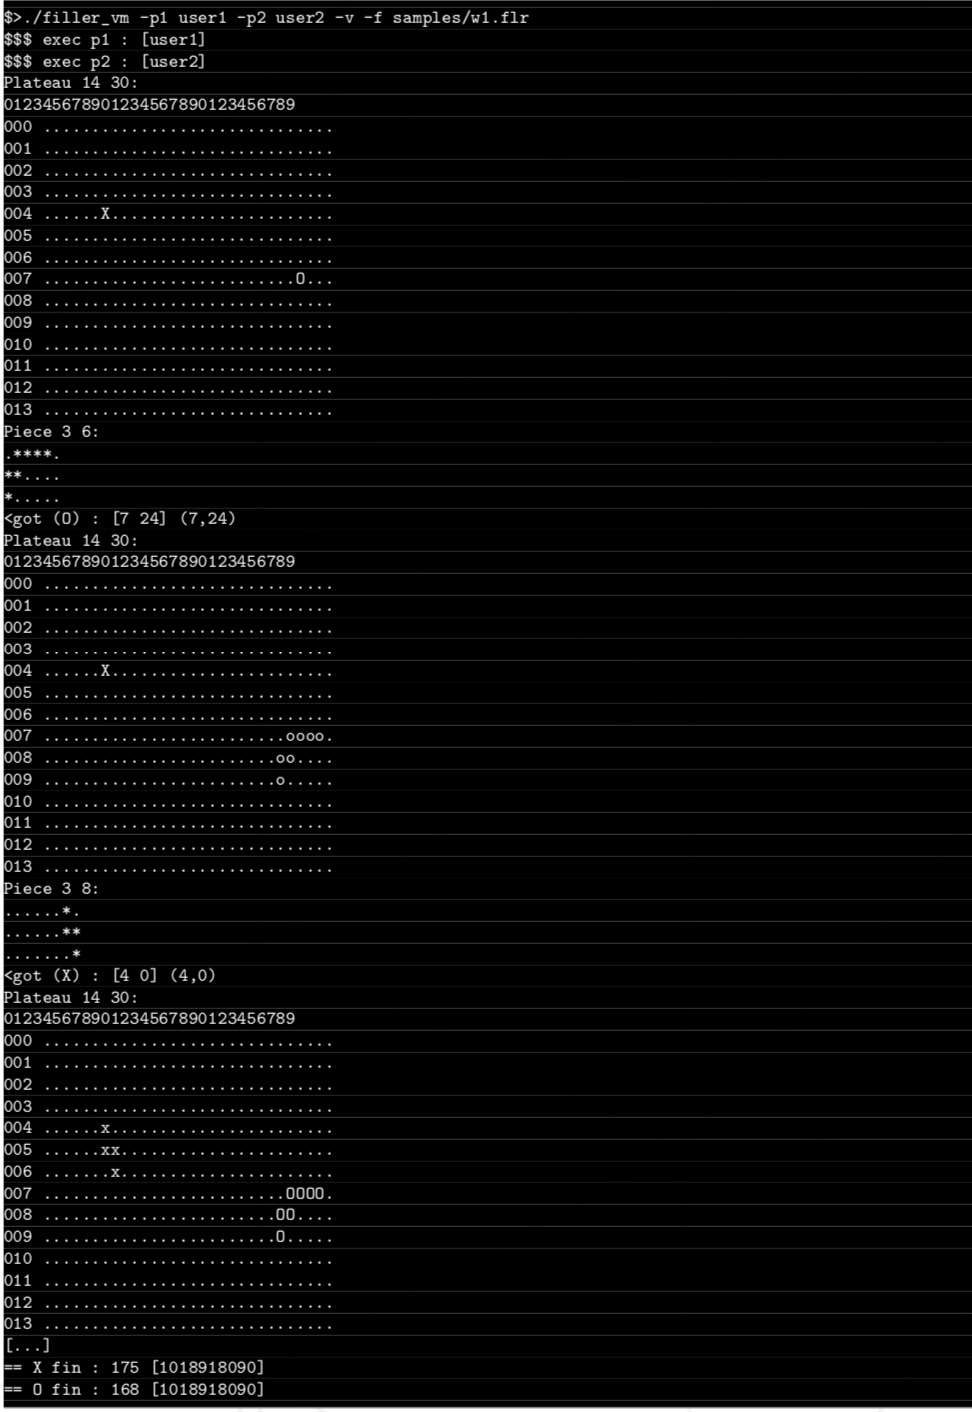 $>./filler_vm -p1 user1 -p2 user2 -v -f samples/w1.flr
$$$ exec p1 : [user1]
$$$ exec p2 : [user2]
Plateau 14 30:
012345678901234567890123456789
000 ..............................
001 ..............................
002 ..............................
003 ..............................
004 ......X.......................
005 ..............................
006 ..............................
007 ..........................O...
008 ..............................
009 ..............................
010 ..............................
011 ..............................
012 ..............................
013 ..............................
Piece 3 6:
.****.
**....
*.....
<got (O) : [7 24] (7,24)
Plateau 14 30:
012345678901234567890123456789
000 ..............................
001 ..............................
002 ..............................
003 ..............................
004 ......X.......................
005 ..............................
006 ..............................
007 .........................oooo.
008 ........................oo....
009 ........................o.....
010 ..............................
011 ..............................
012 ..............................
013 ..............................
Piece 3 8:
......*.
......**
.......*
<got (X) : [4 0] (4,0)
Plateau 14 30:
012345678901234567890123456789
000 ..............................
001 ..............................
002 ..............................
003 ..............................
004 ......x.......................
005 ......xx......................
006 .......x......................
007 .........................OOOO.
008 ........................OO....
009 ........................O.....
010 ..............................
011 ..............................
012 ..............................
013 ..............................
[...]
== X fin : 175 [1018918090]
== O fin : 168 [1018918090]